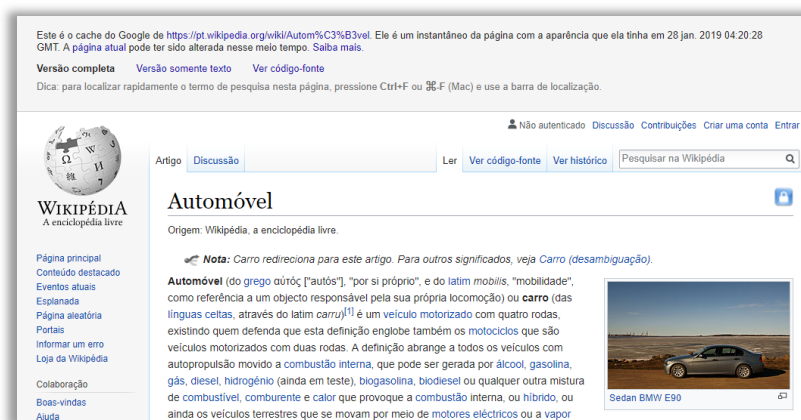 Este é o cache do Google de https://pt.wikipedia.org/wiki/Autom%C3%B3vel. Ele é um instantâneo da página com a aparência que ela tinha em 28 jan. 2019 04:20:28
GMT. A página atual pode ter sido alterada nesse meio tempo. Saiba mais.
Versão completa Versão somente texto Ver código-fonte
Dica: para localizar rapidamente o termo de pesquisa nesta página, pressione Ctrl+F ou ⌘-F (Mac) e use a barra de localização.
Não autenticado Discussão Contribuições Criar uma conta Entrar
Artigo Discussão Ler Ver código-fonte Ver histórico Pesquisar na Wikipédia
Ω W И 維
WIKIPÉDIA
A enciclopédia livre
Página principal
Conteúdo destacado
Eventos atuais
Esplanada
Página aleatória
Portais
Informar um erro
Loja da Wikipédia
Colaboração
Boas-vindas
Ajuda
Automóvel
Origem: Wikipédia, a enciclopédia livre.
Nota: Carro redireciona para este artigo. Para outros significados, veja Carro (desambiguação).
Automóvel (do grego αὐτός ["autós"], "por si próprio", e do latim mobilis, "mobilidade",
como referência a um objecto responsável pela sua própria locomoção) ou carro (das
línguas celtas, através do latim carru)[1] é um veículo motorizado com quatro rodas,
existindo quem defenda que esta definição englobe também os motociclos que são
veículos motorizados com duas rodas. A definição abrange a todos os veículos com
autopropulsão movido a combustão interna, que pode ser gerada por álcool, gasolina,
gás, diesel, hidrogênio (ainda em teste), biogasolina, biodiesel ou qualquer outra mistura
de combustível, comburente e calor que provoque a combustão interna, ou híbrido, ou
ainda os veículos terrestres que se movam por meio de motores eléctricos ou a vapor
Sedan BMW E90